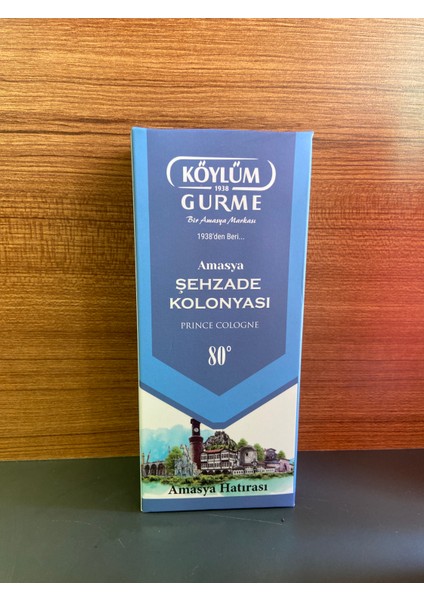 KÖYLÜM
1938
GURME
Bir Amasya Markası
1938'den Beri...
Amasya
ŞEHZADE
KOLONYASI
PRINCE COLOGNE
80°
Amasya Hatırası